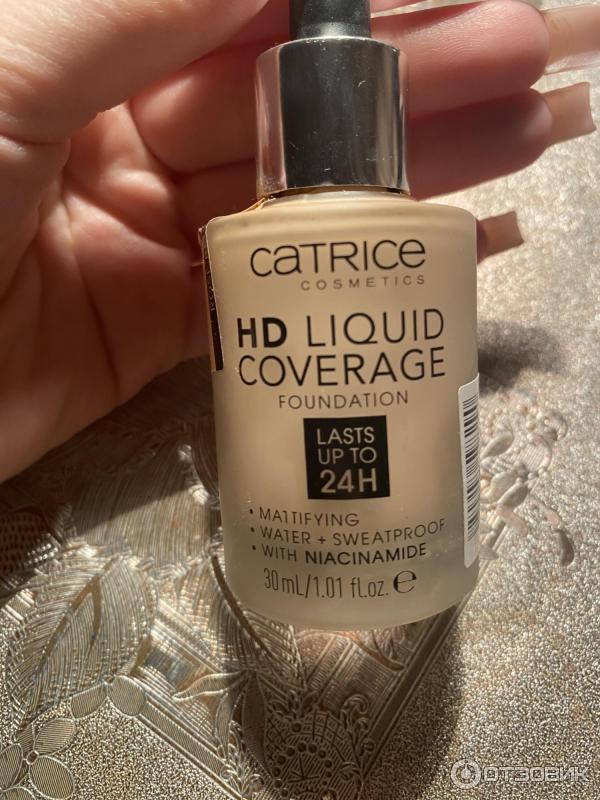 CATRICE
COSMETICS
HD LIQUID
COVERAGE
FOUNDATION
LASTS
UP TO
24H
• MATTIFYING
• WATER + SWEATPROOF
• WITH NIACINAMIDE
30 mL/1.01 fl.oz. ℮
ОТЗОВИК